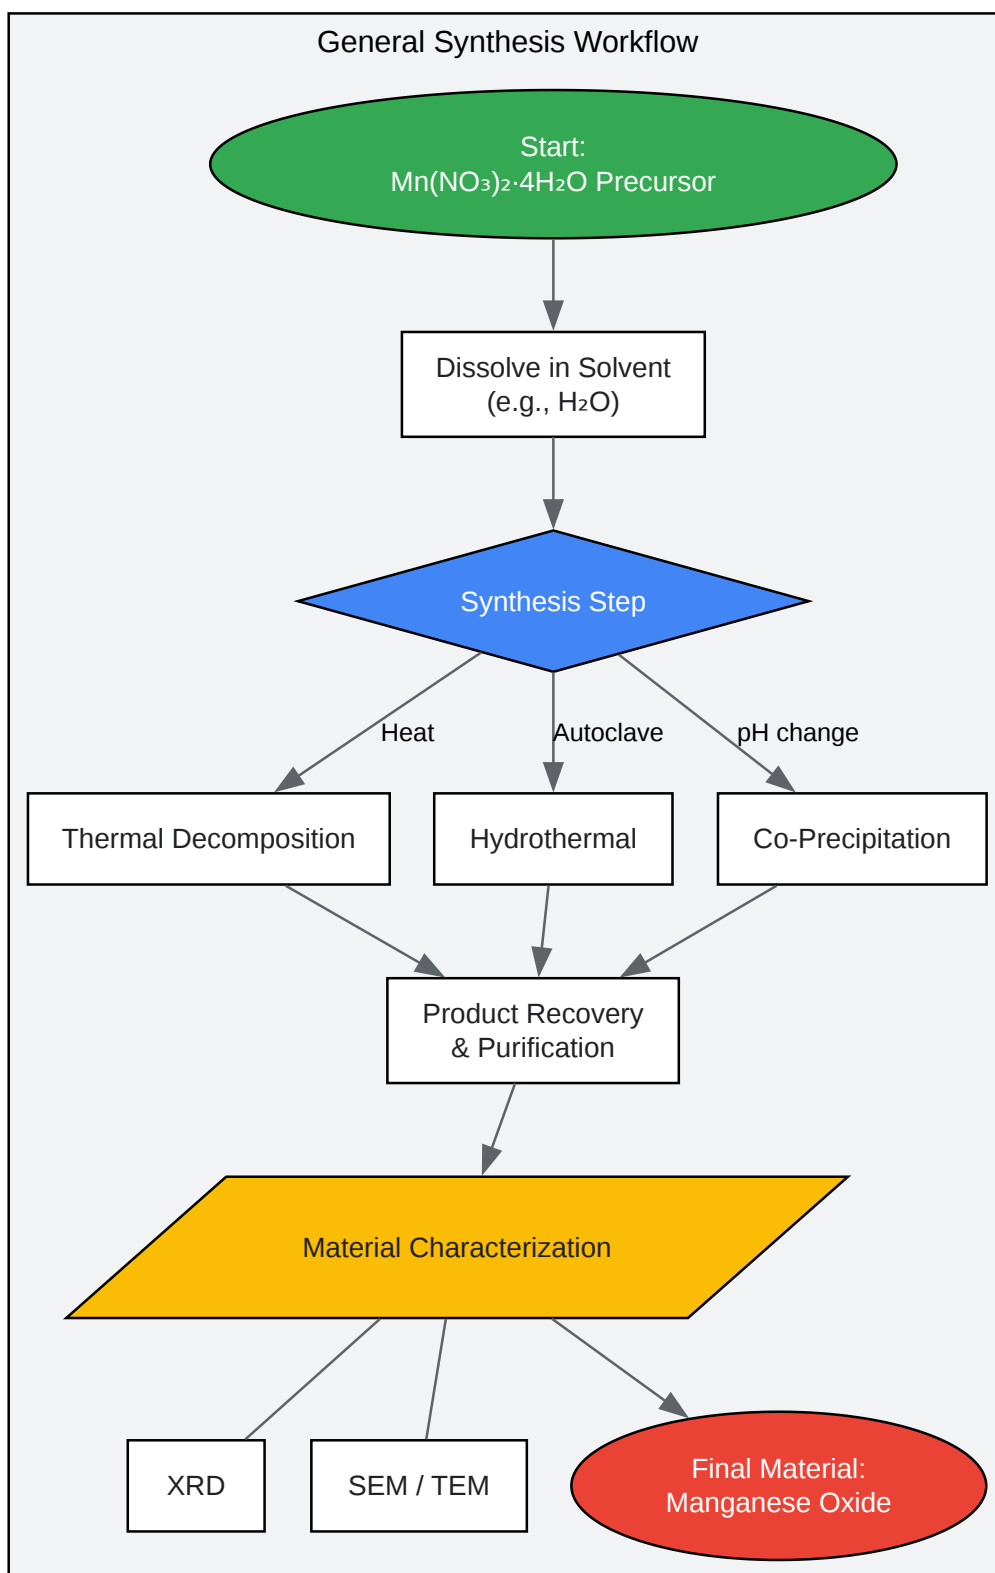 General Synthesis Workflow
Start:
Mn(NO₃)₂·4H₂O Precursor
Dissolve in Solvent
(e.g., H₂O)
Synthesis Step
Heat
Autoclave
pH change
Thermal Decomposition
Hydrothermal
Co-Precipitation
Product Recovery
& Purification
Material Characterization
XRD
SEM / TEM
Final Material:
Manganese Oxide